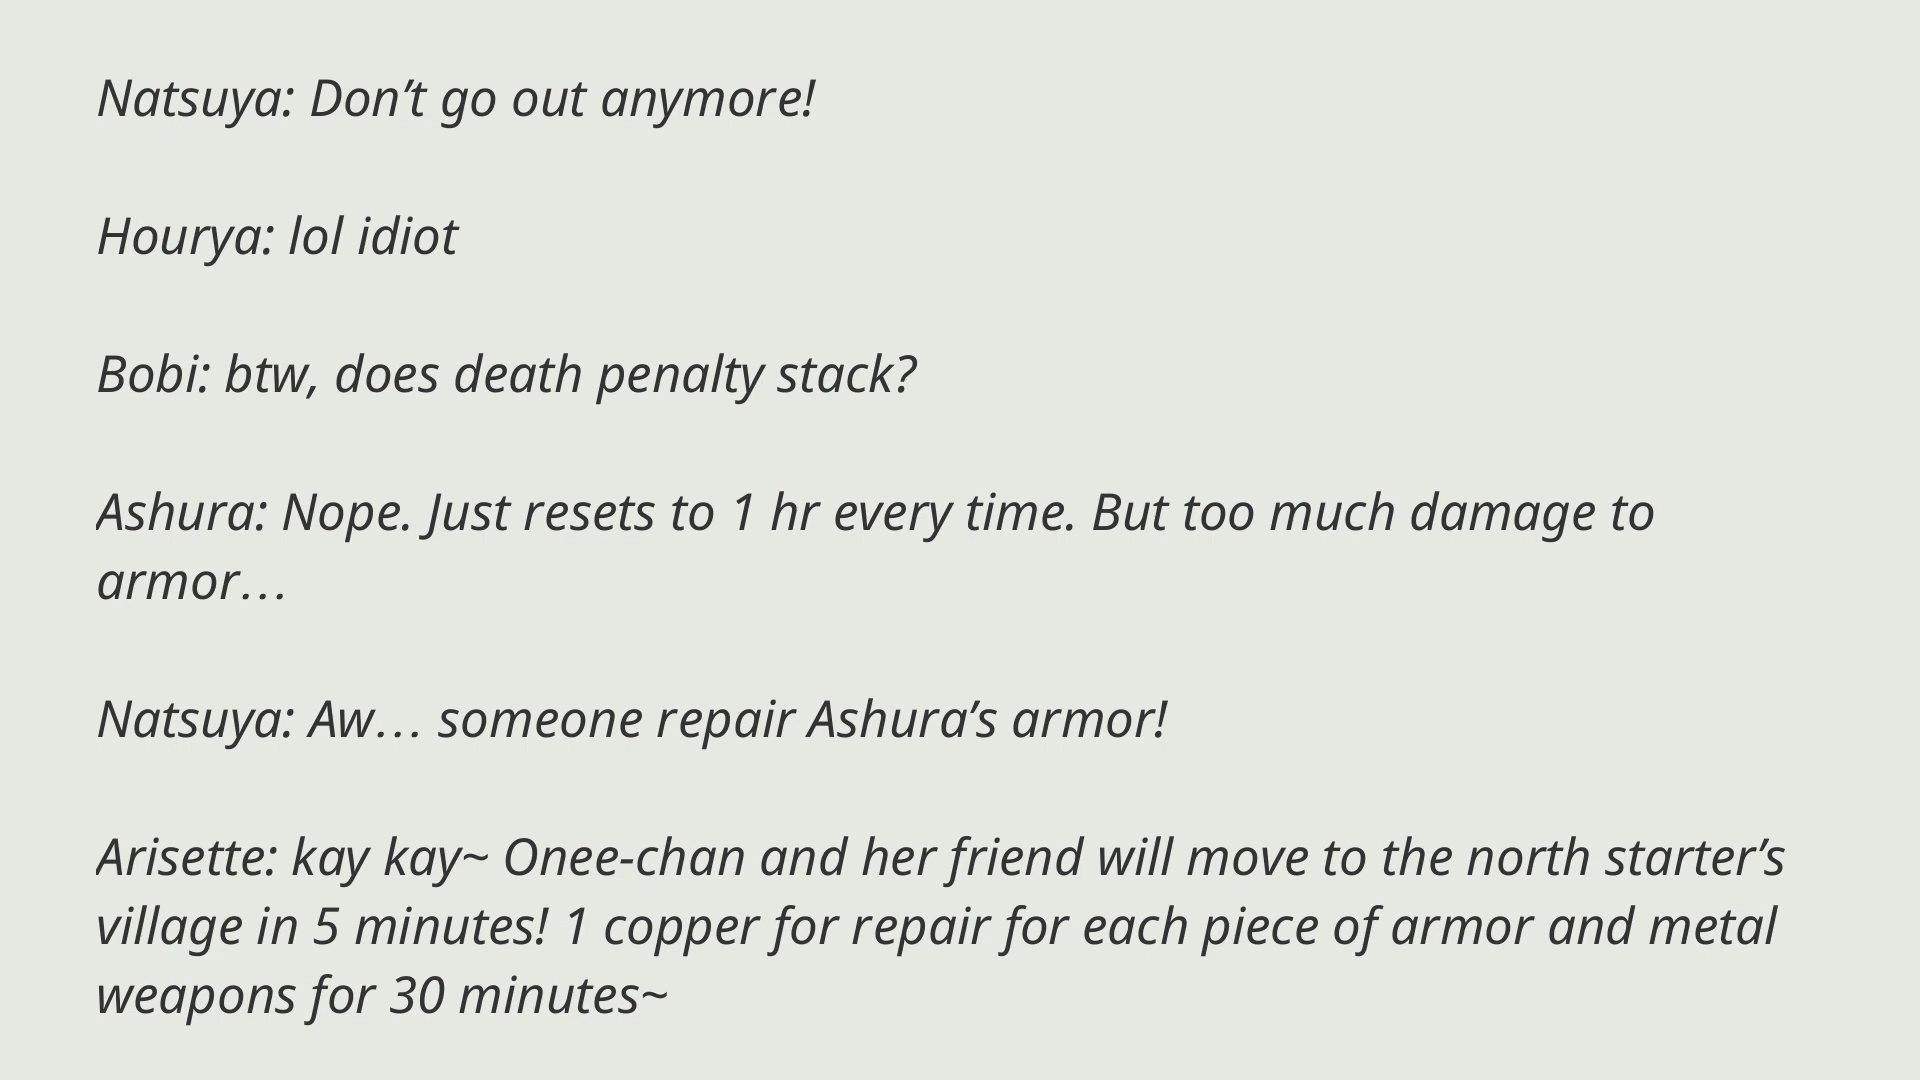 Natsuya: Don’t go out anymore!
Hourya: lol idiot
Bobi: btw, does death penalty stack?
Ashura: Nope. Just resets to 1 hr every time. But too much damage to
armor…
Natsuya: Aw… someone repair Ashura’s armor!
Arisette: kay kay~ Onee-chan and her friend will move to the north starter’s
village in 5 minutes! 1 copper for repair for each piece of armor and metal
weapons for 30 minutes~